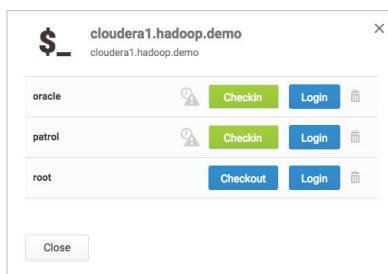 $_
cloudera1.hadoop.demo
cloudera1.hadoop.demo
oracle Checkin Login
patrol Checkin Login
root Checkout Login
Close